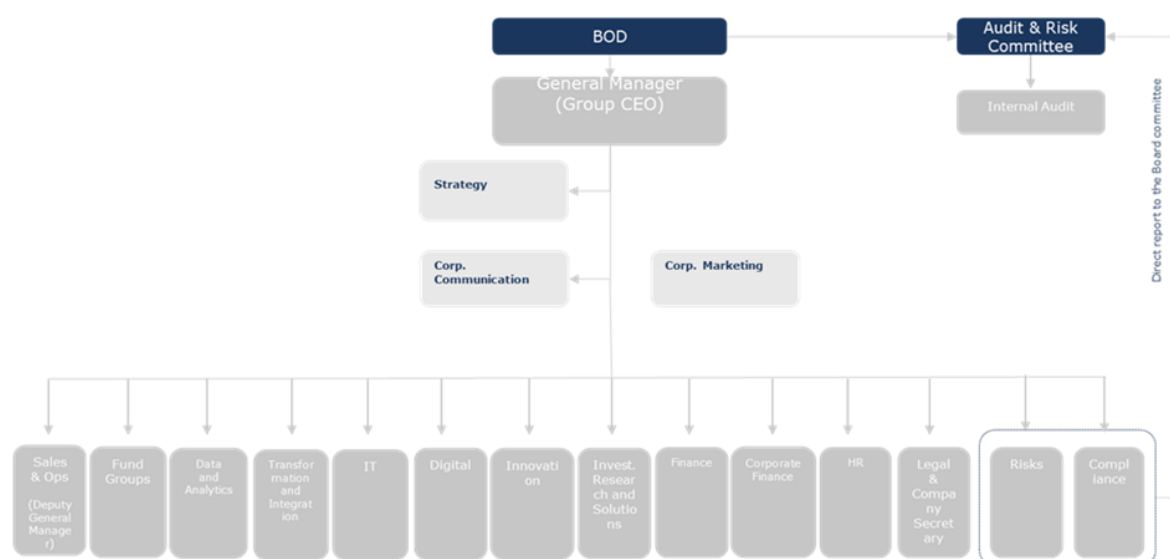 BOD
Audit & Risk
Committee
General Manager
(Group CEO)
Internal Audit
Direct report to the Board committee
Strategy
Corp.
Communication
Corp. Marketing
Sales
& Ops
(Deputy
General
Manage
r)
Fund
Groups
Data
and
Analytics
Transfor
mation
and
Integrat
ion
IT
Digital
Innovati
on
Invest.
Resear
ch and
Solutio
ns
Finance
Corporate
Finance
HR
Legal
&
Compa
ny
Secret
ary
Risks
Compl
iance